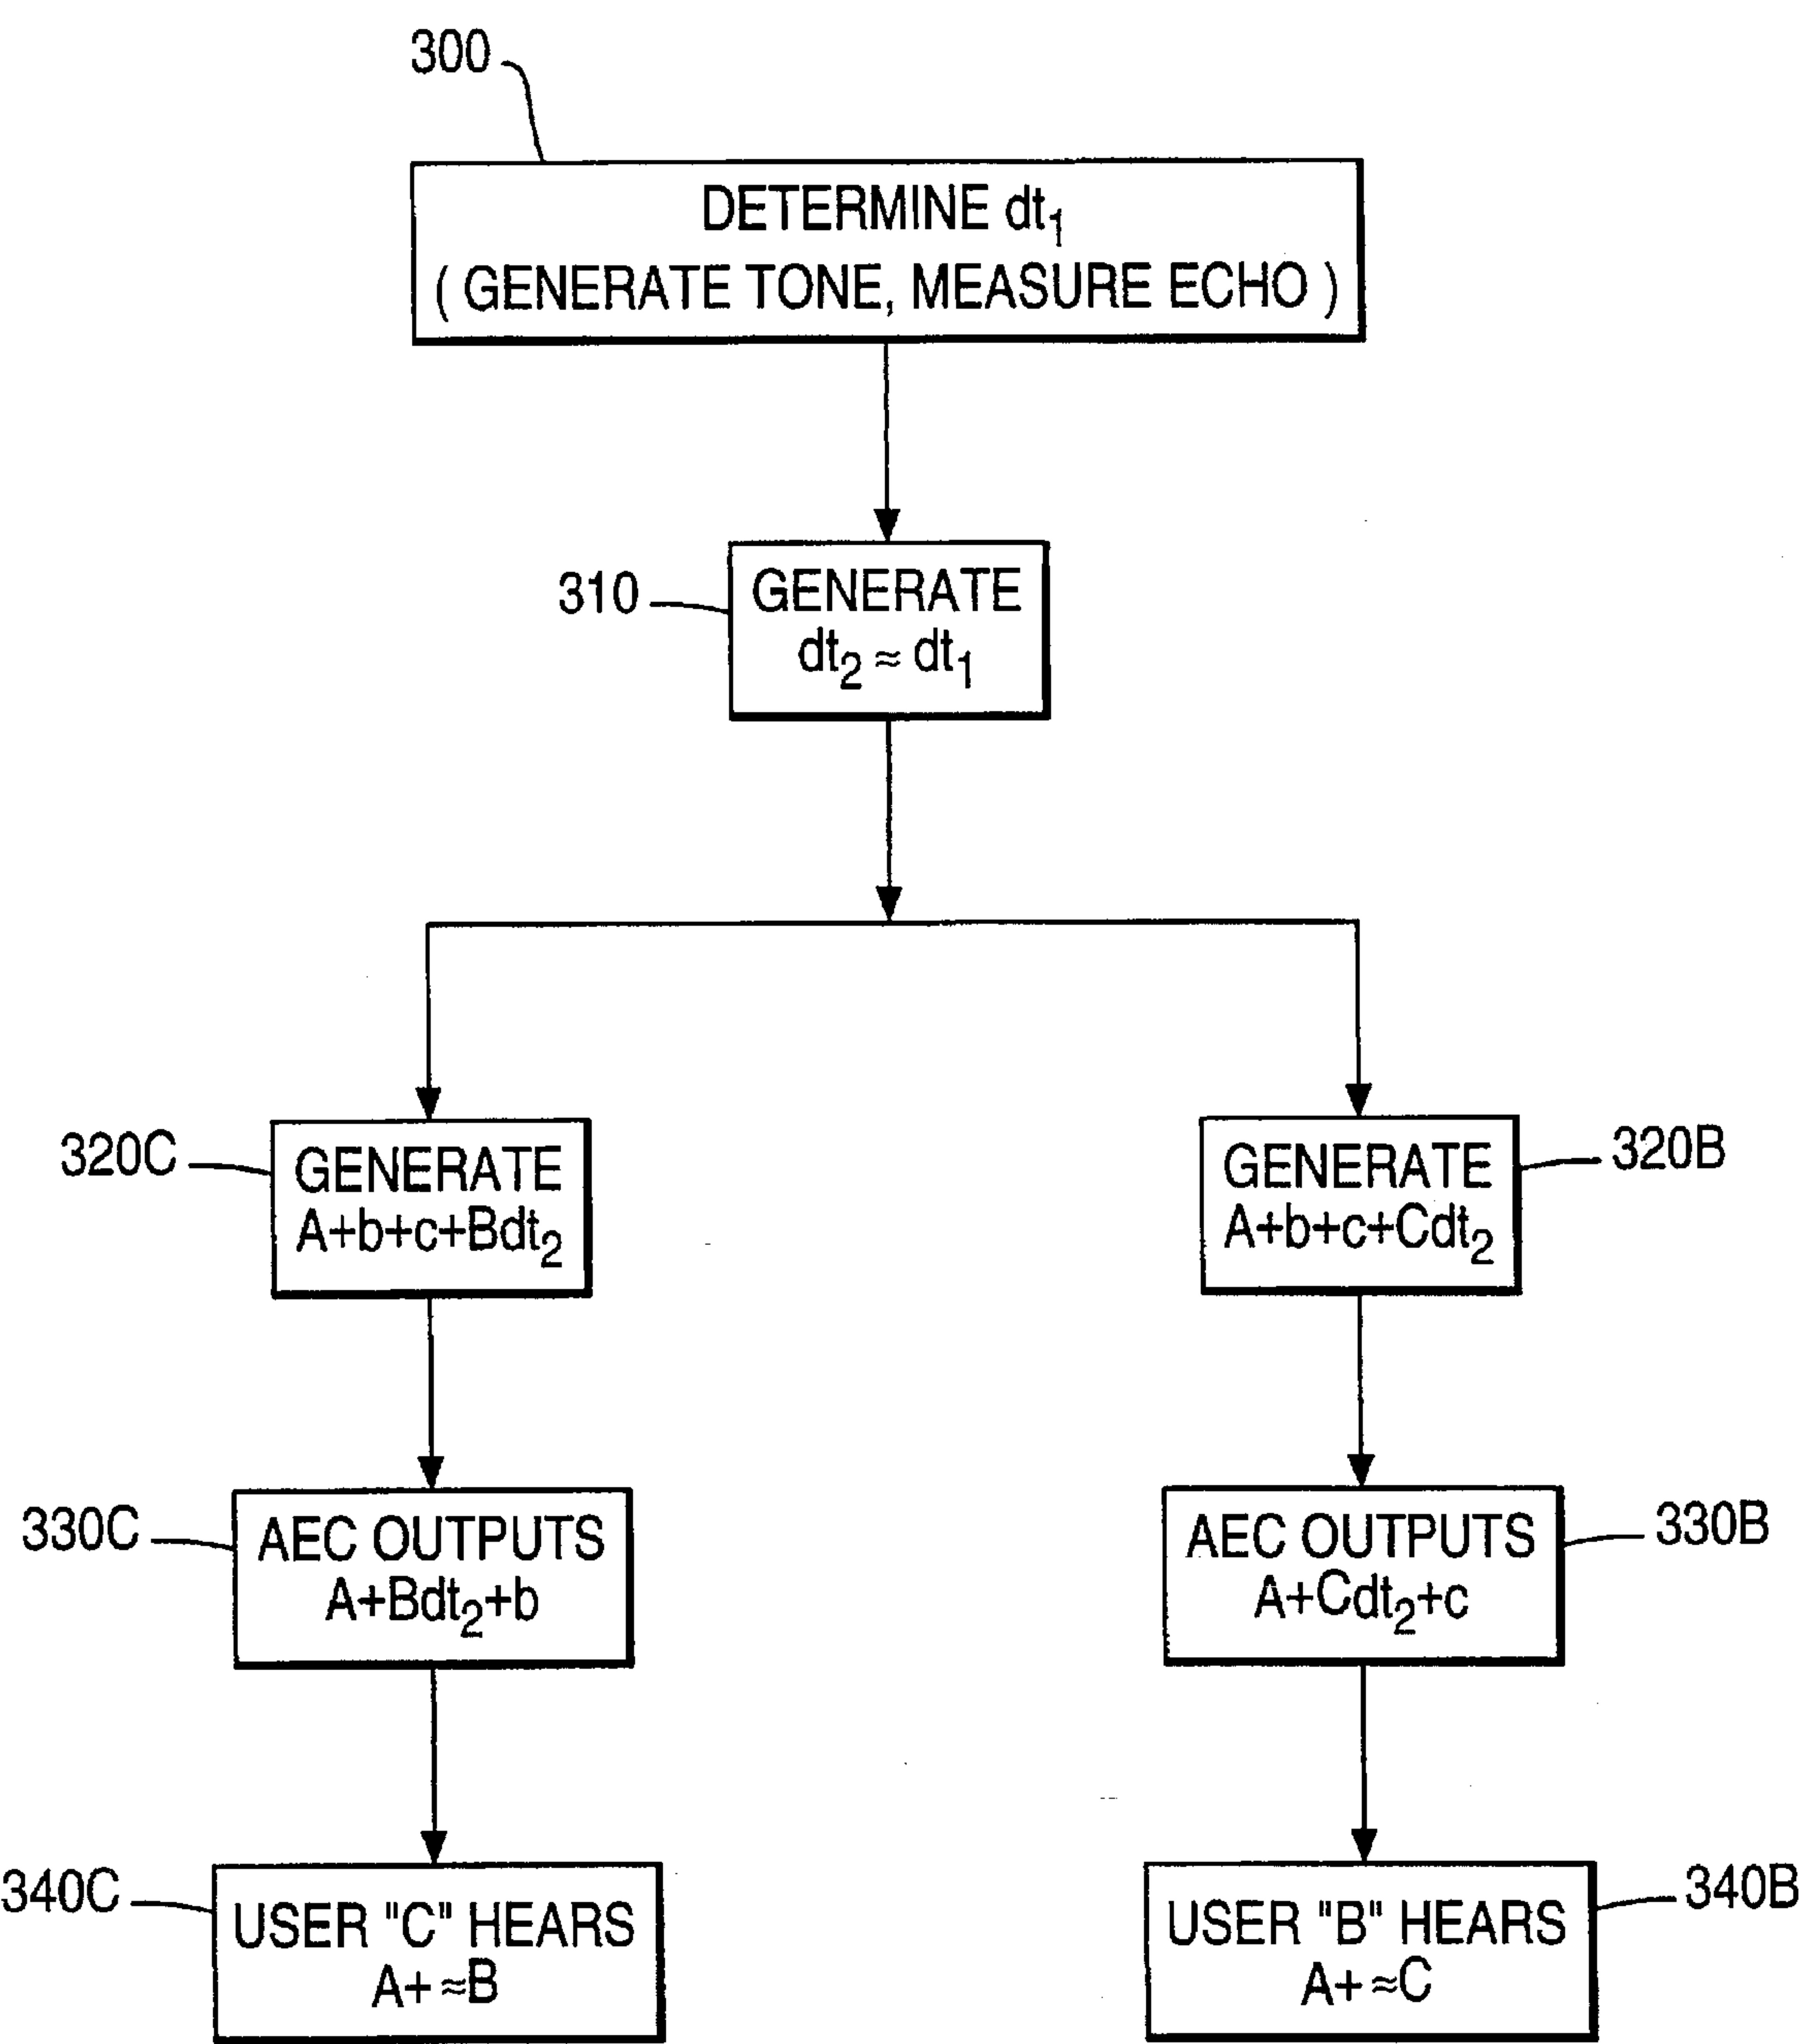 300
DETERMINE dt₁
( GENERATE TONE, MEASURE ECHO )
310
GENERATE
dt₂ ≈ dt₁
320C
GENERATE
A+b+c+Bdt₂
320B
GENERATE
A+b+c+Cdt₂
330C
AEC OUTPUTS
A+Bdt₂+b
330B
AEC OUTPUTS
A+Cdt₂+c
340C
USER "C" HEARS
A+ ≈B
340B
USER "B" HEARS
A+ ≈C